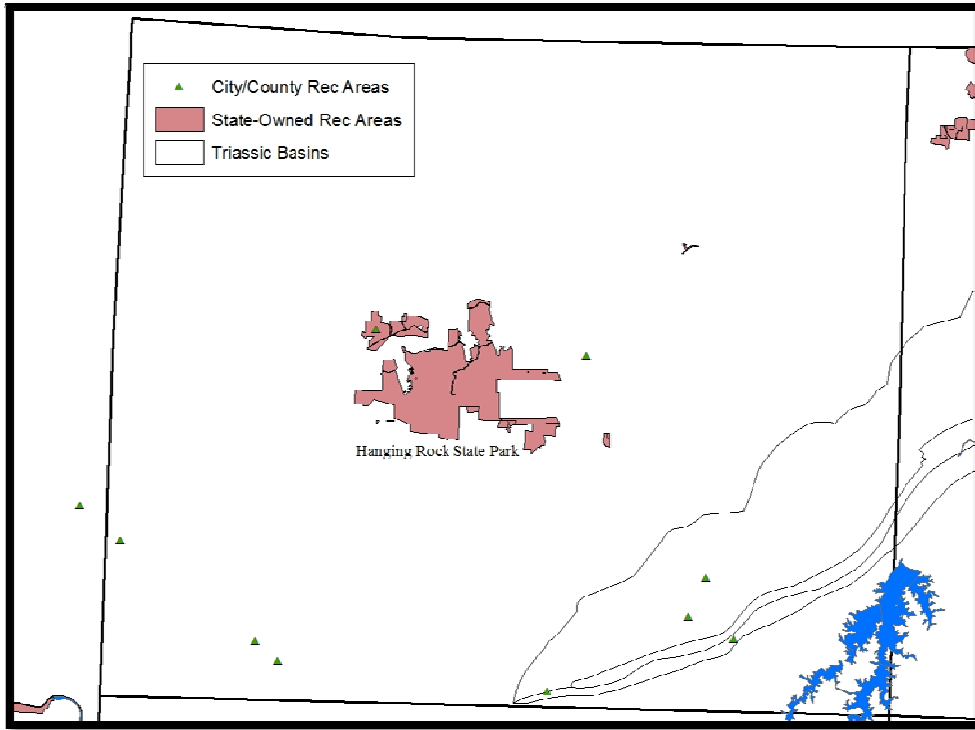 City/County Rec Areas
State-Owned Rec Areas
Triassic Basins
Hanging Rock State Park